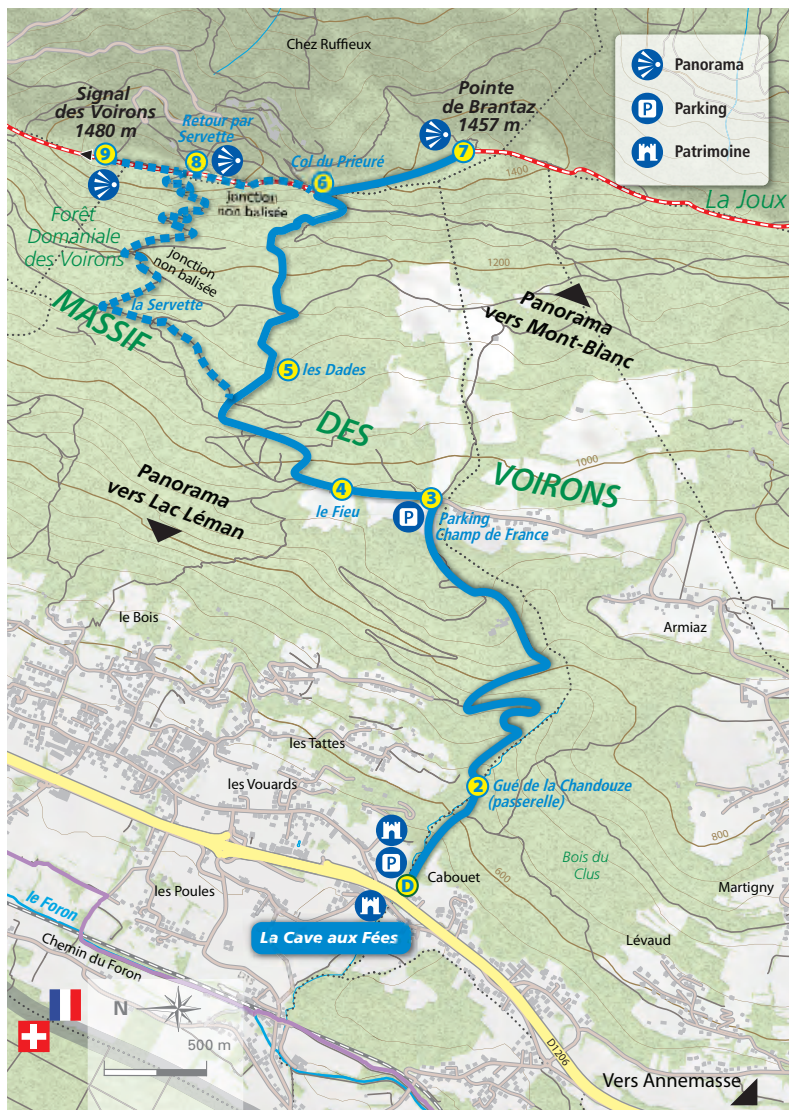 Chez Ruffieux
Panorama
Parking
Patrimoine
Signal
des Voirons
1480 m
Retour par
Servette
Pointe
de Brantaz
1457 m
9
8
Col du Prieuré
6
7
1400
Jonction
non balisée
La Joux
Forêt
Domaniale
des Voirons
Jonction
non balisée
1200
la Servette
MASSIF
Panorama
vers Mont-Blanc
5
les Dades
DES
1000
VOIRONS
Panorama
vers Lac Léman
4
le Fieu
3
P
Parking
Champ de France
le Bois
Armiaz
les Tattes
les Vouards
2
Gué de la Chandouze
(passerelle)
800
Bois du
Clus
600
P
D
Cabouet
les Poules
Martigny
le Foron
La Cave aux Fées
Lévaud
Chemin du Foron
N
500 m
D1206
Vers Annemasse